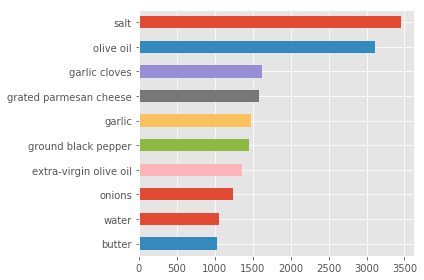 salt
olive oil
garlic cloves
grated parmesan cheese
garlic
ground black pepper
extra-virgin olive oil
onions
water
butter
0 500 1000 1500 2000 2500 3000 3500